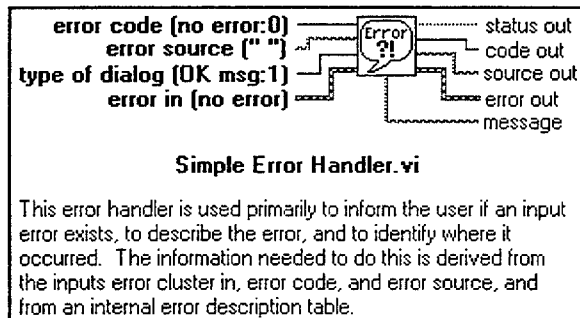 error code (no error:0)
error source (" ")
type of dialog (OK msg:1)
error in (no error)
Error
?!
status out
code out
source out
error out
message
Simple Error Handler.vi
This error handler is used primarily to inform the user if an input
error exists, to describe the error, and to identify where it
occurred. The information needed to do this is derived from
the inputs error cluster in, error code, and error source, and
from an internal error description table.